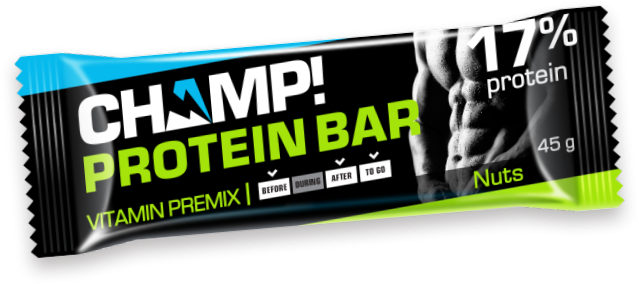 CHAMP!
PROTEIN BAR
VITAMIN PREMIX |
BEFORE DURING AFTER TO GO
17%
protein
45 g
Nuts